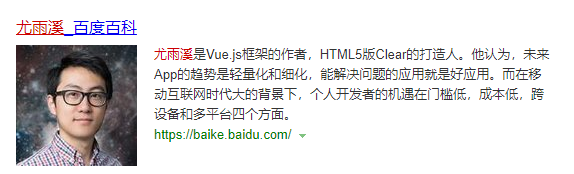 尤雨溪_百度百科
尤雨溪是Vue.js框架的作者，HTML5版Clear的打造人。他认为，未来
App的趋势是轻量化和细化，能解决问题的应用就是好应用。而在移
动互联网时代大的背景下，个人开发者的机遇在门槛低，成本低，跨
设备和多平台四个方面。
https://baike.baidu.com/